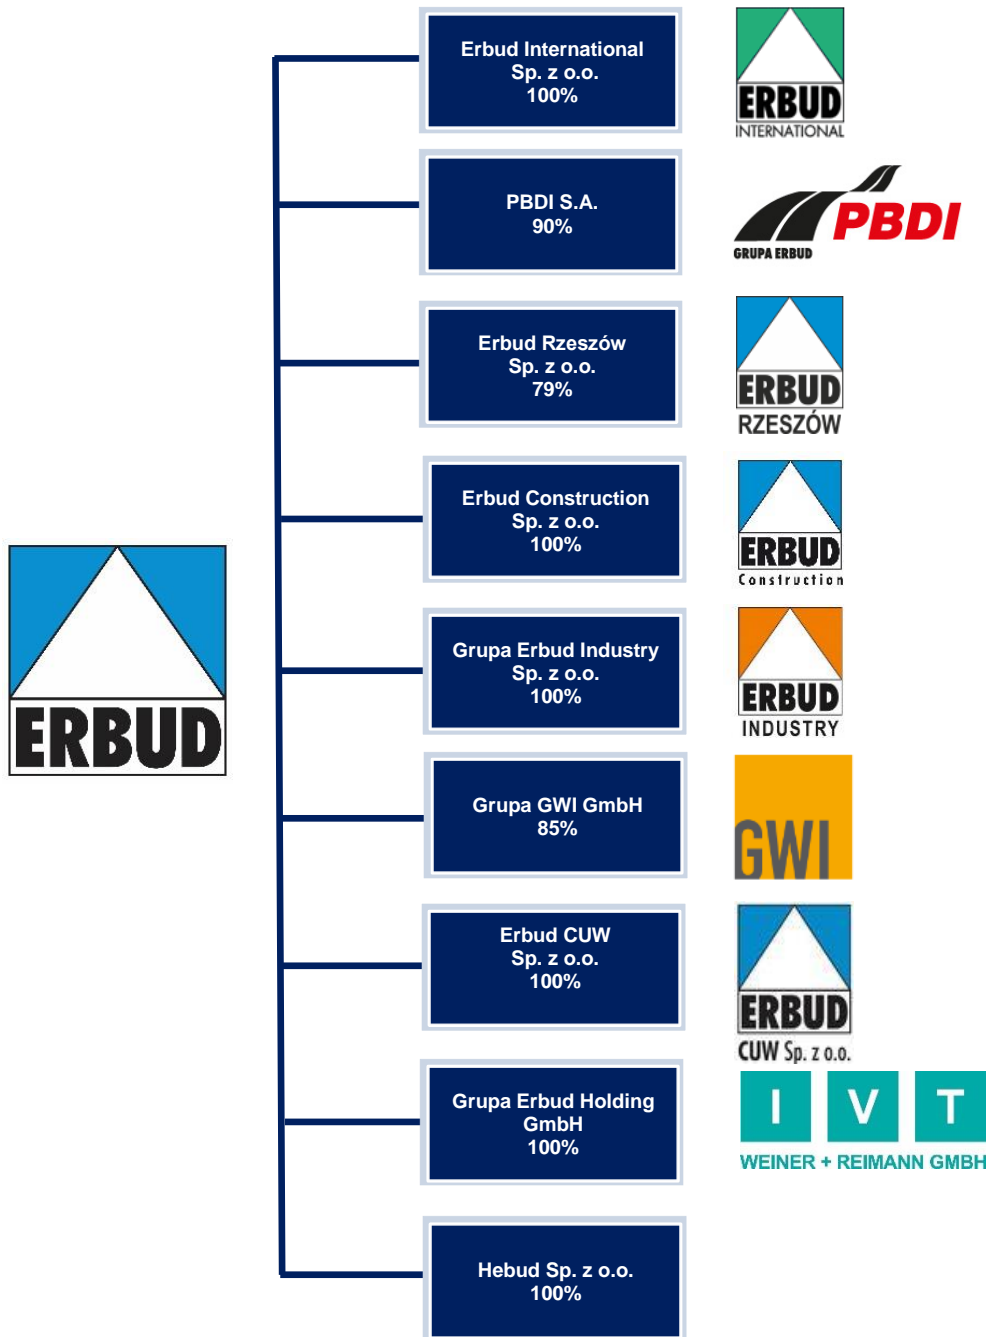 Erbud International
Sp. z o.o.
100%
ERBUD
INTERNATIONAL
PBDI S.A.
90%
PBDI
GRUPA ERBUD
Erbud Rzeszów
Sp. z o.o.
79%
ERBUD
RZESZÓW
Erbud Construction
Sp. z o.o.
100%
ERBUD
Construction
ERBUD
Grupa Erbud Industry
Sp. z o.o.
100%
ERBUD
INDUSTRY
Grupa GWI GmbH
85%
GWI
Erbud CUW
Sp. z o.o.
100%
ERBUD
CUW Sp. z o.o.
Grupa Erbud Holding
GmbH
100%
I V T
WEINER + REIMANN GMBH
Hebud Sp. z o.o.
100%